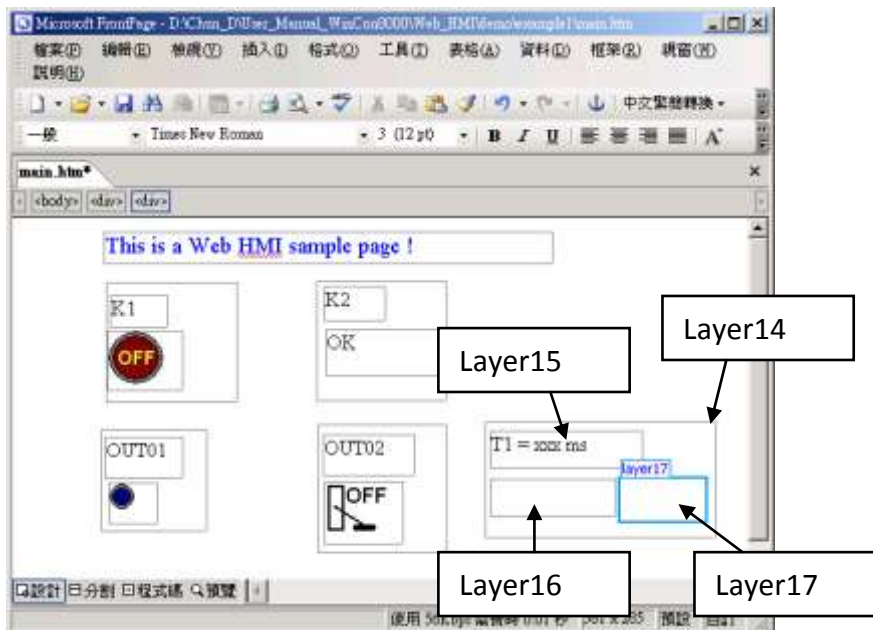 Microsoft FrontPage - D:\Chun_D\User_Manual_WinCon8000\Web_HMI\demo\example1\main.htm
檔案(F) 編輯(E) 檢視(V) 插入(I) 格式(O) 工具(T) 表格(A) 資料(D) 框架(R) 視窗(W)
說明(H)
中文繁簡轉換
一般 Times New Roman 3 (12 pt) B I U A
main.htm*
<body> <div> <div>
This is a Web HMI sample page !
K1
OFF
K2
OK
Layer15
Layer14
OUT01
OUT02
OFF
T1 = xxx ms
layer17
Layer16
Layer17
設計 分割 程式碼 預覽
預設 自訂